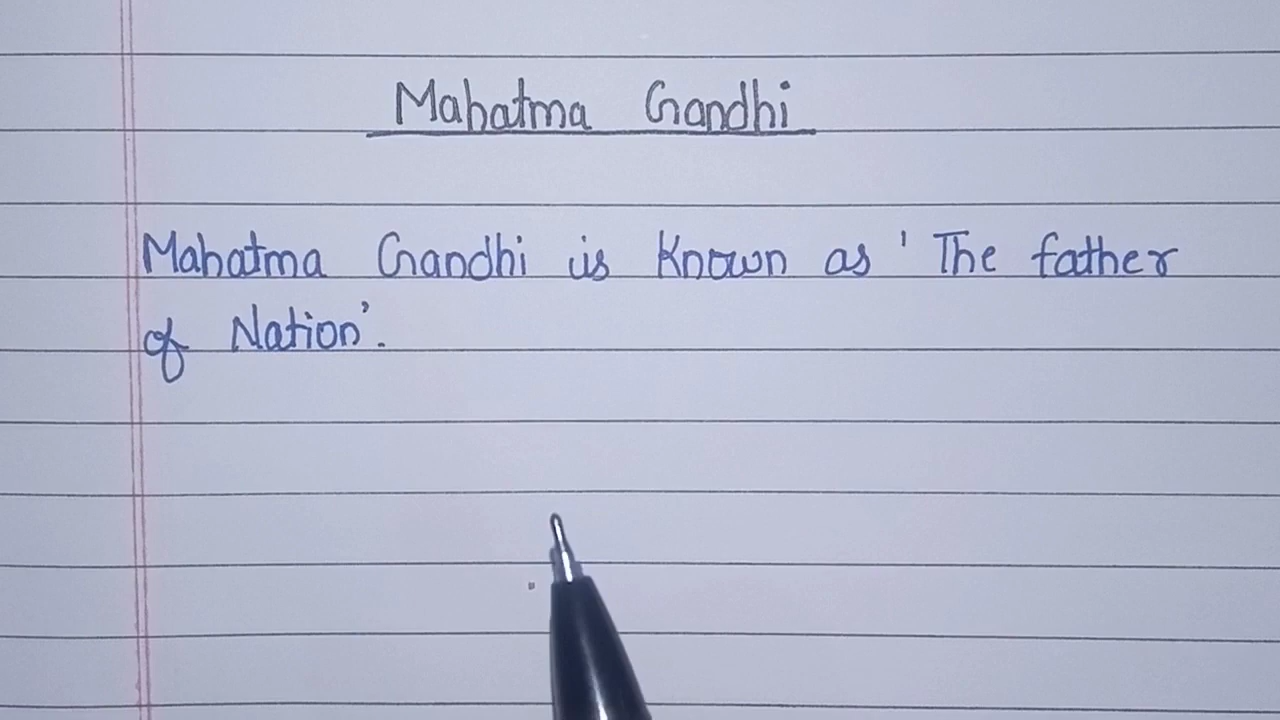 Mahatma Gandhi
Mahatma Gandhi is Known as ' The father
of Nation'.